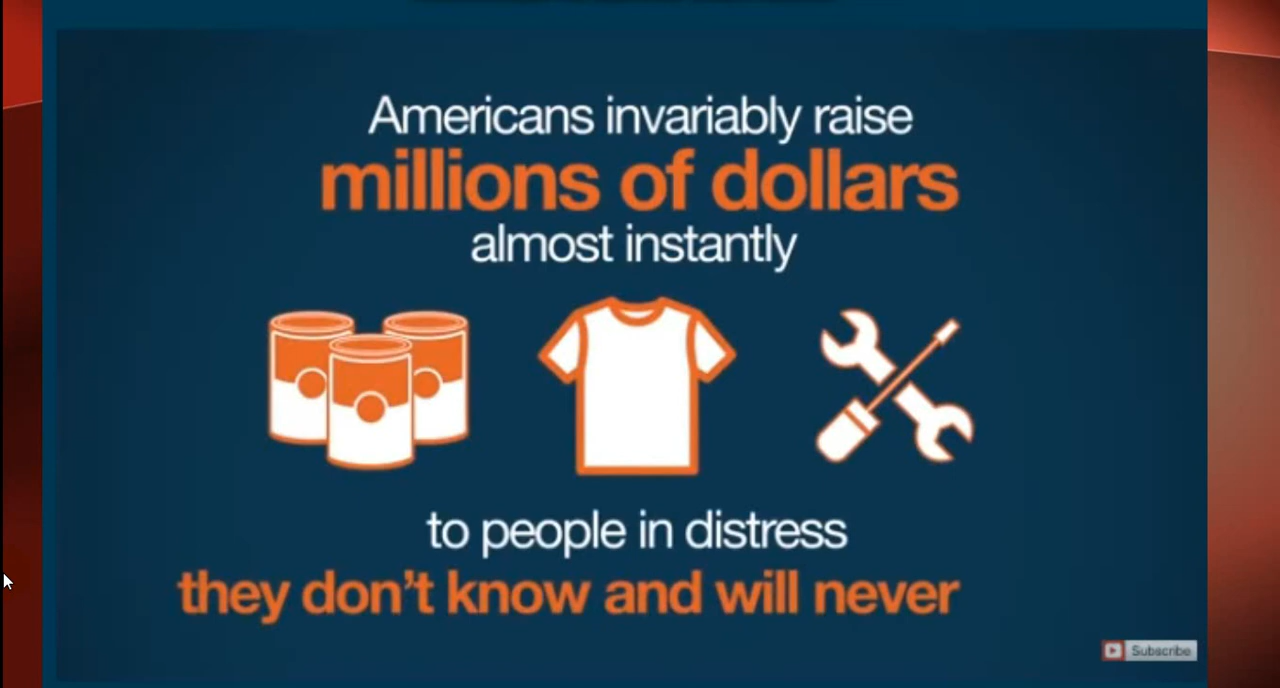 Americans invariably raise
millions of dollars
almost instantly
to people in distress
they don't know and will never
Subscribe